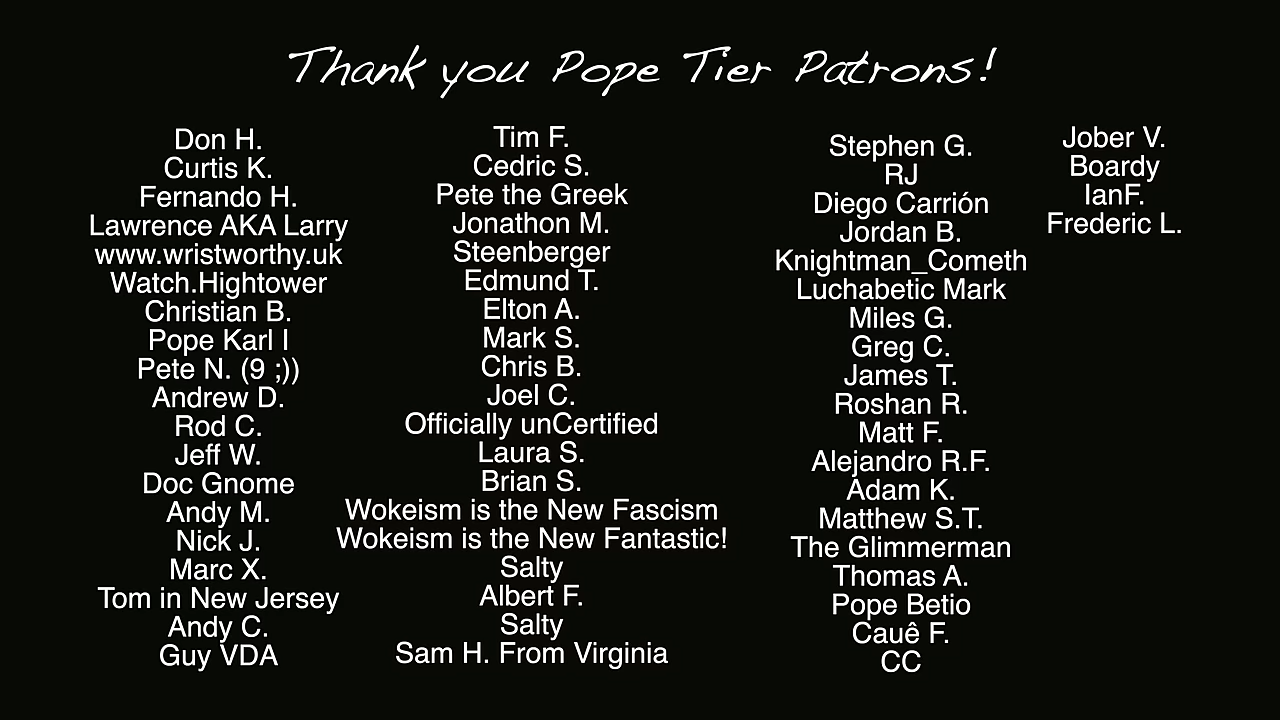 Thank you Pope Tier Patrons!
Don H.
Curtis K.
Fernando H.
Lawrence AKA Larry
www.wristworthy.uk
Watch.Hightower
Christian B.
Pope Karl I
Pete N. (9 ;))
Andrew D.
Rod C.
Jeff W.
Doc Gnome
Andy M.
Nick J.
Marc X.
Tom in New Jersey
Andy C.
Guy VDA
Tim F.
Cedric S.
Pete the Greek
Jonathon M.
Steenberger
Edmund T.
Elton A.
Mark S.
Chris B.
Joel C.
Officially unCertified
Laura S.
Brian S.
Wokeism is the New Fascism
Wokeism is the New Fantastic!
Salty
Albert F.
Salty
Sam H. From Virginia
Stephen G.
RJ
Diego Carrión
Jordan B.
Knightman_Cometh
Luchabetic Mark
Miles G.
Greg C.
James T.
Roshan R.
Matt F.
Alejandro R.F.
Adam K.
Matthew S.T.
The Glimmerman
Thomas A.
Pope Betio
Cauê F.
CC
Jober V.
Boardy
IanF.
Frederic L.